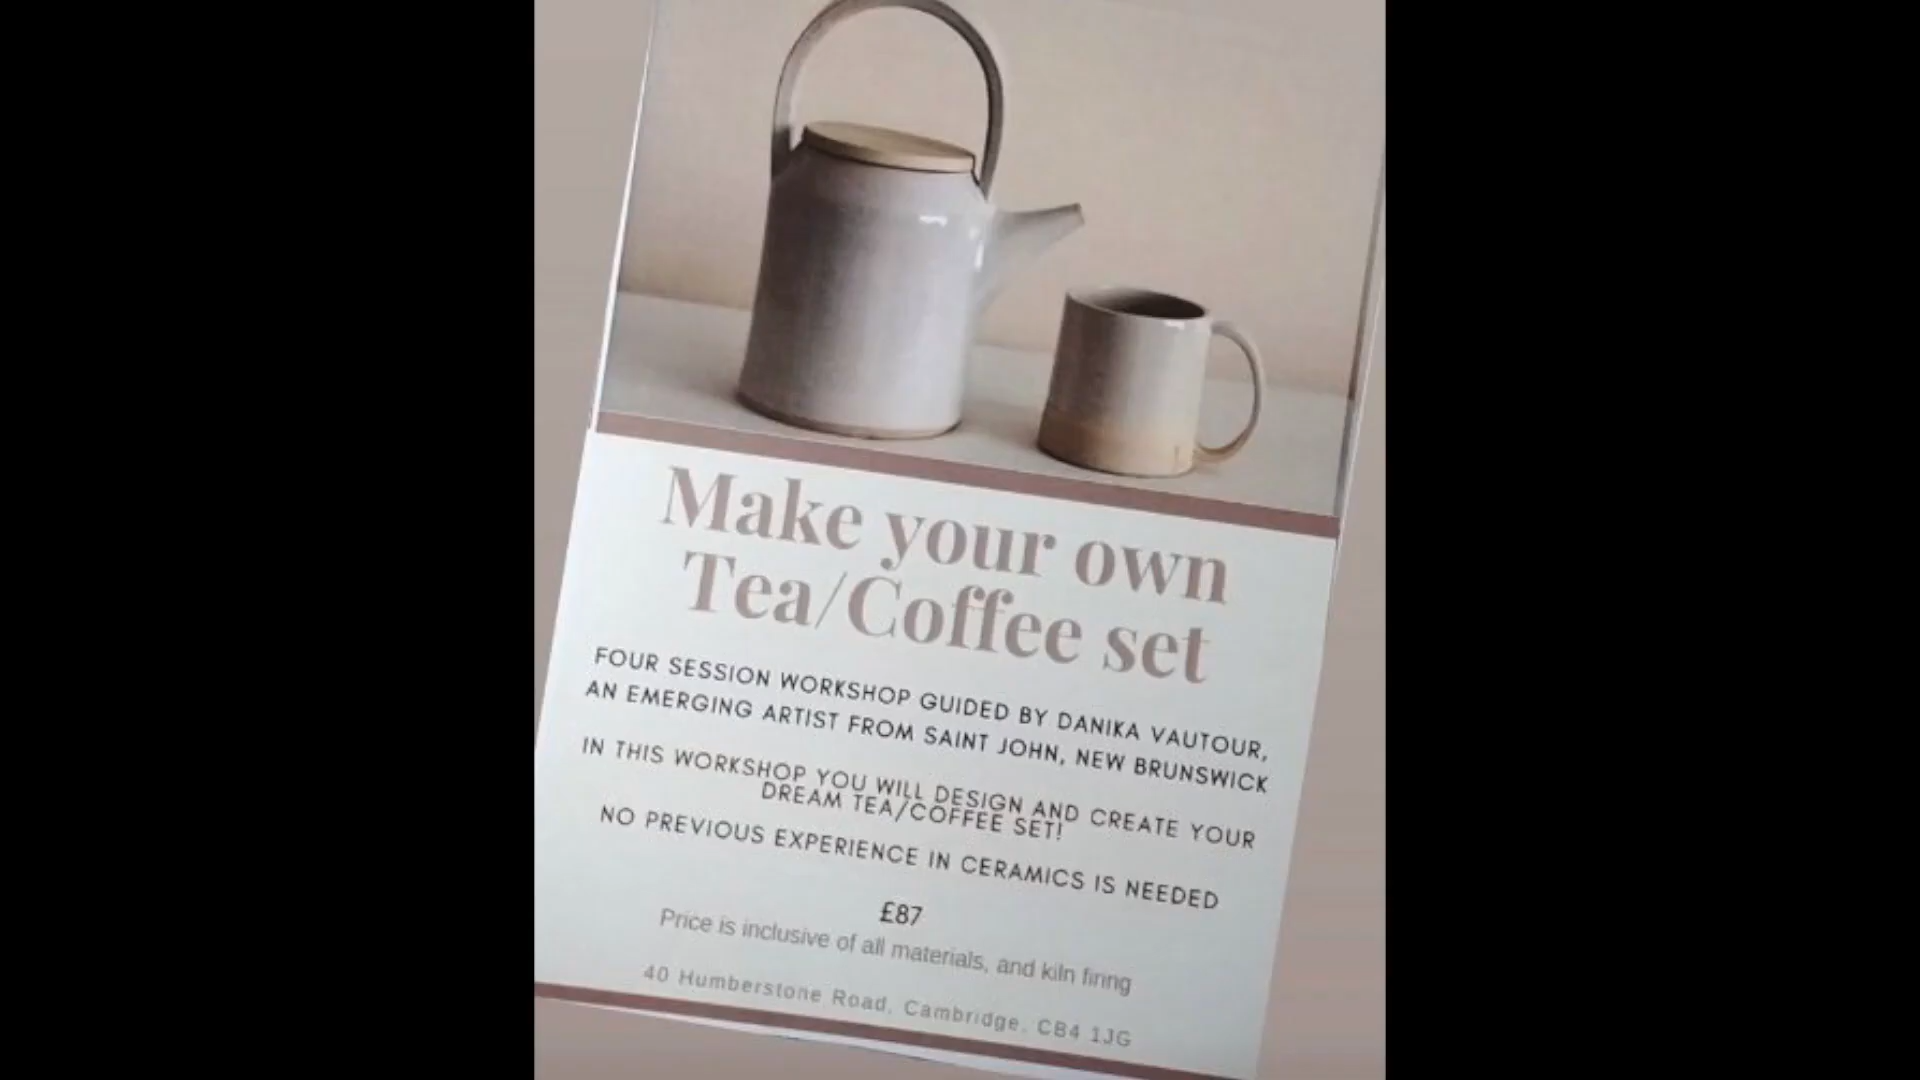 Make your own
Tea/Coffee set
FOUR SESSION WORKSHOP GUIDED BY DANIKA VAUTOUR,
AN EMERGING ARTIST FROM SAINT JOHN, NEW BRUNSWICK
IN THIS WORKSHOP YOU WILL DESIGN AND CREATE YOUR
DREAM TEA/COFFEE SET!
NO PREVIOUS EXPERIENCE IN CERAMICS IS NEEDED
£87
Price is inclusive of all materials, and kiln firing
40 Humberstone Road, Cambridge, CB4 1JG